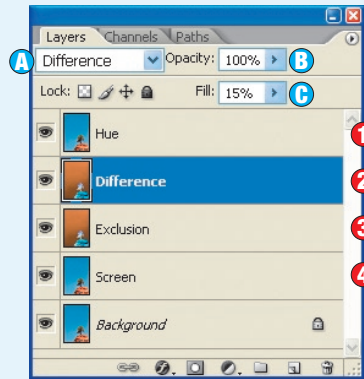 Layers Channels Paths
A Difference Opacity: 100% B
Lock: Fill: 15% C
Hue 1
Difference 2
Exclusion 3
Screen 4
Background